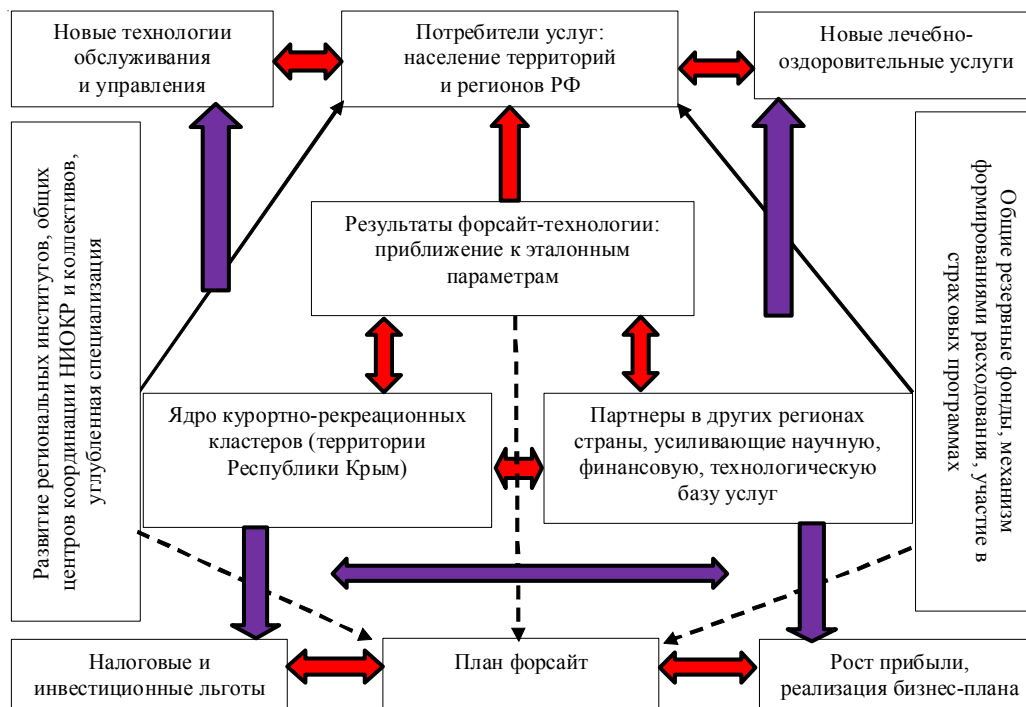 Новые технологии
обслуживания
и управления
Потребители услуг:
население территорий
и регионов РФ
Новые лечебно-
оздоровительные услуги
Развитие региональных институтов, общих
центров координации НИОКР и коллективов,
углубленная специализация
Результаты форсайт-технологии:
приближение к эталонным
параметрам
Общие резервные фонды, механизм
формированиями расходования, участие в
страховых программах
Ядро курортно-рекреационных
кластеров (территории
Республики Крым)
Партнеры в других регионах
страны, усиливающие научную,
финансовую, технологическую
базу услуг
Налоговые и
инвестиционные льготы
План форсайт
Рост прибыли,
реализация бизнес-плана